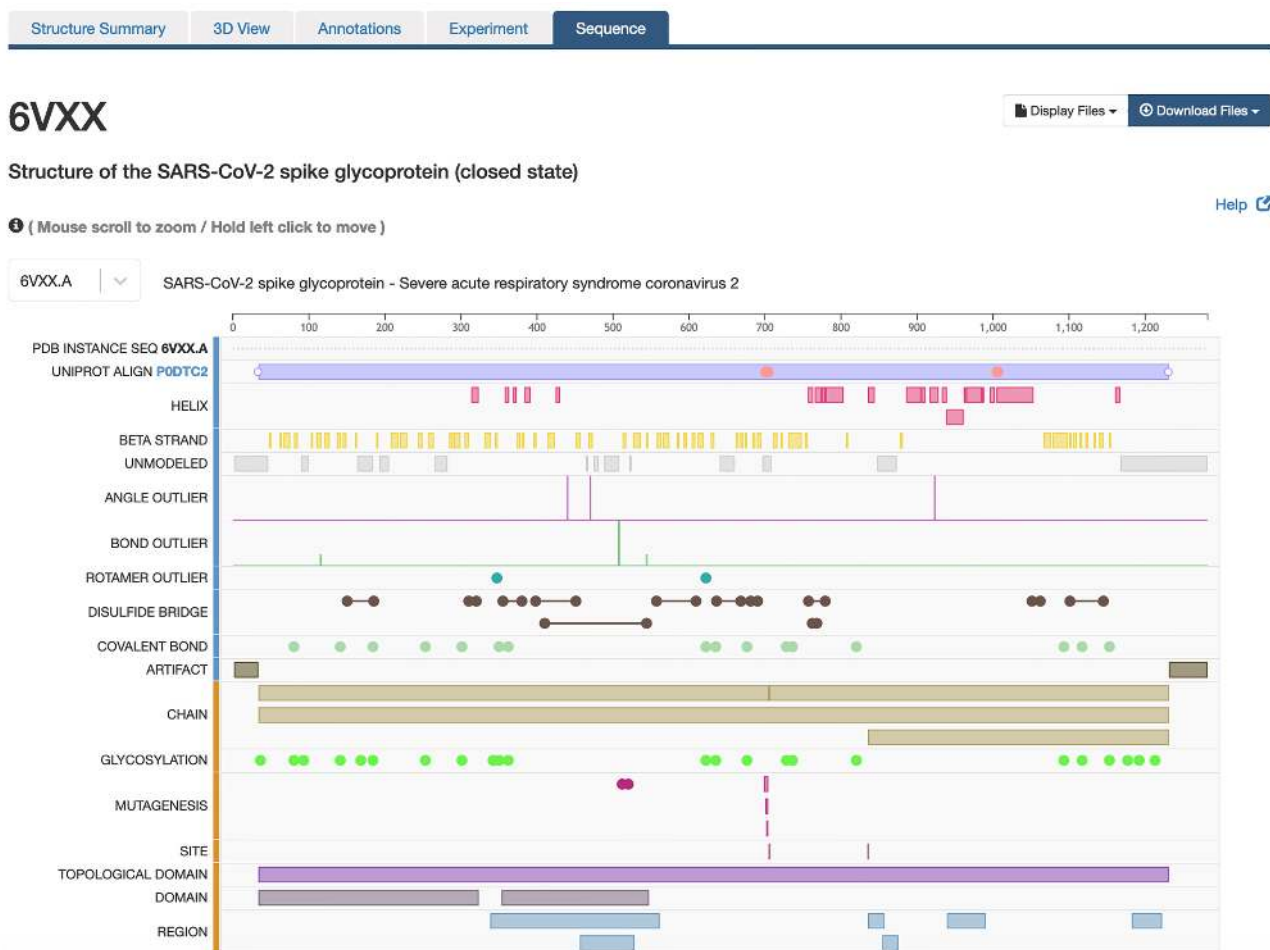 Structure Summary 3D View Annotations Experiment Sequence
6VXX
Display Files Download Files
Structure of the SARS-CoV-2 spike glycoprotein (closed state)
Help
( Mouse scroll to zoom / Hold left click to move )
6VXX.A SARS-CoV-2 spike glycoprotein - Severe acute respiratory syndrome coronavirus 2
0 100 200 300 400 500 600 700 800 900 1,000 1,100 1,200
PDB INSTANCE SEQ 6VXX.A
UNIPROT ALIGN P0DTC2
HELIX
BETA STRAND
UNMODELED
ANGLE OUTLIER
BOND OUTLIER
ROTAMER OUTLIER
DISULFIDE BRIDGE
COVALENT BOND
ARTIFACT
CHAIN
GLYCOSYLATION
MUTAGENESIS
SITE
TOPOLOGICAL DOMAIN
DOMAIN
REGION